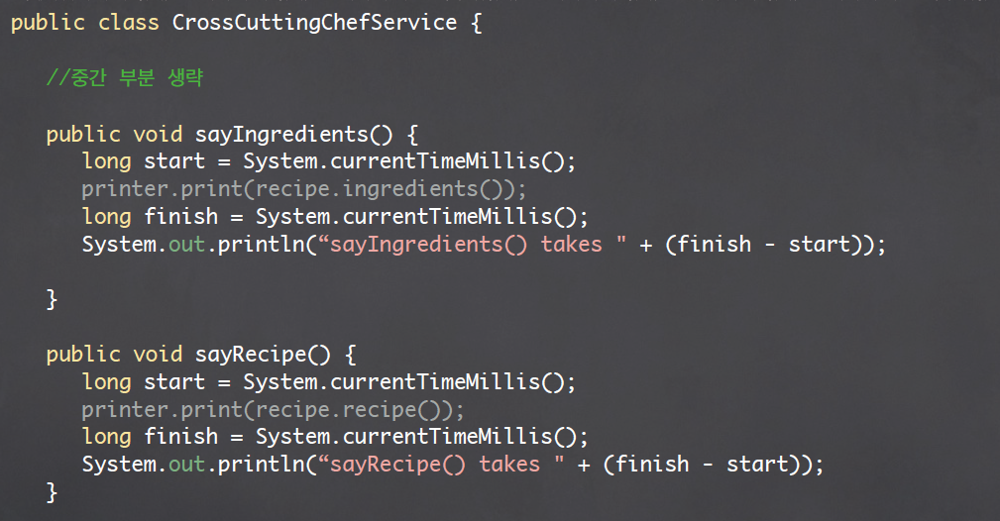 public class CrossCuttingChefService {
//중간 부분 생략
public void sayIngredients() {
long start = System.currentTimeMillis();
printer.print(recipe.ingredients());
long finish = System.currentTimeMillis();
System.out.println(“sayIngredients() takes " + (finish - start));
}
public void sayRecipe() {
long start = System.currentTimeMillis();
printer.print(recipe.recipe());
long finish = System.currentTimeMillis();
System.out.println(“sayRecipe() takes " + (finish - start));
}